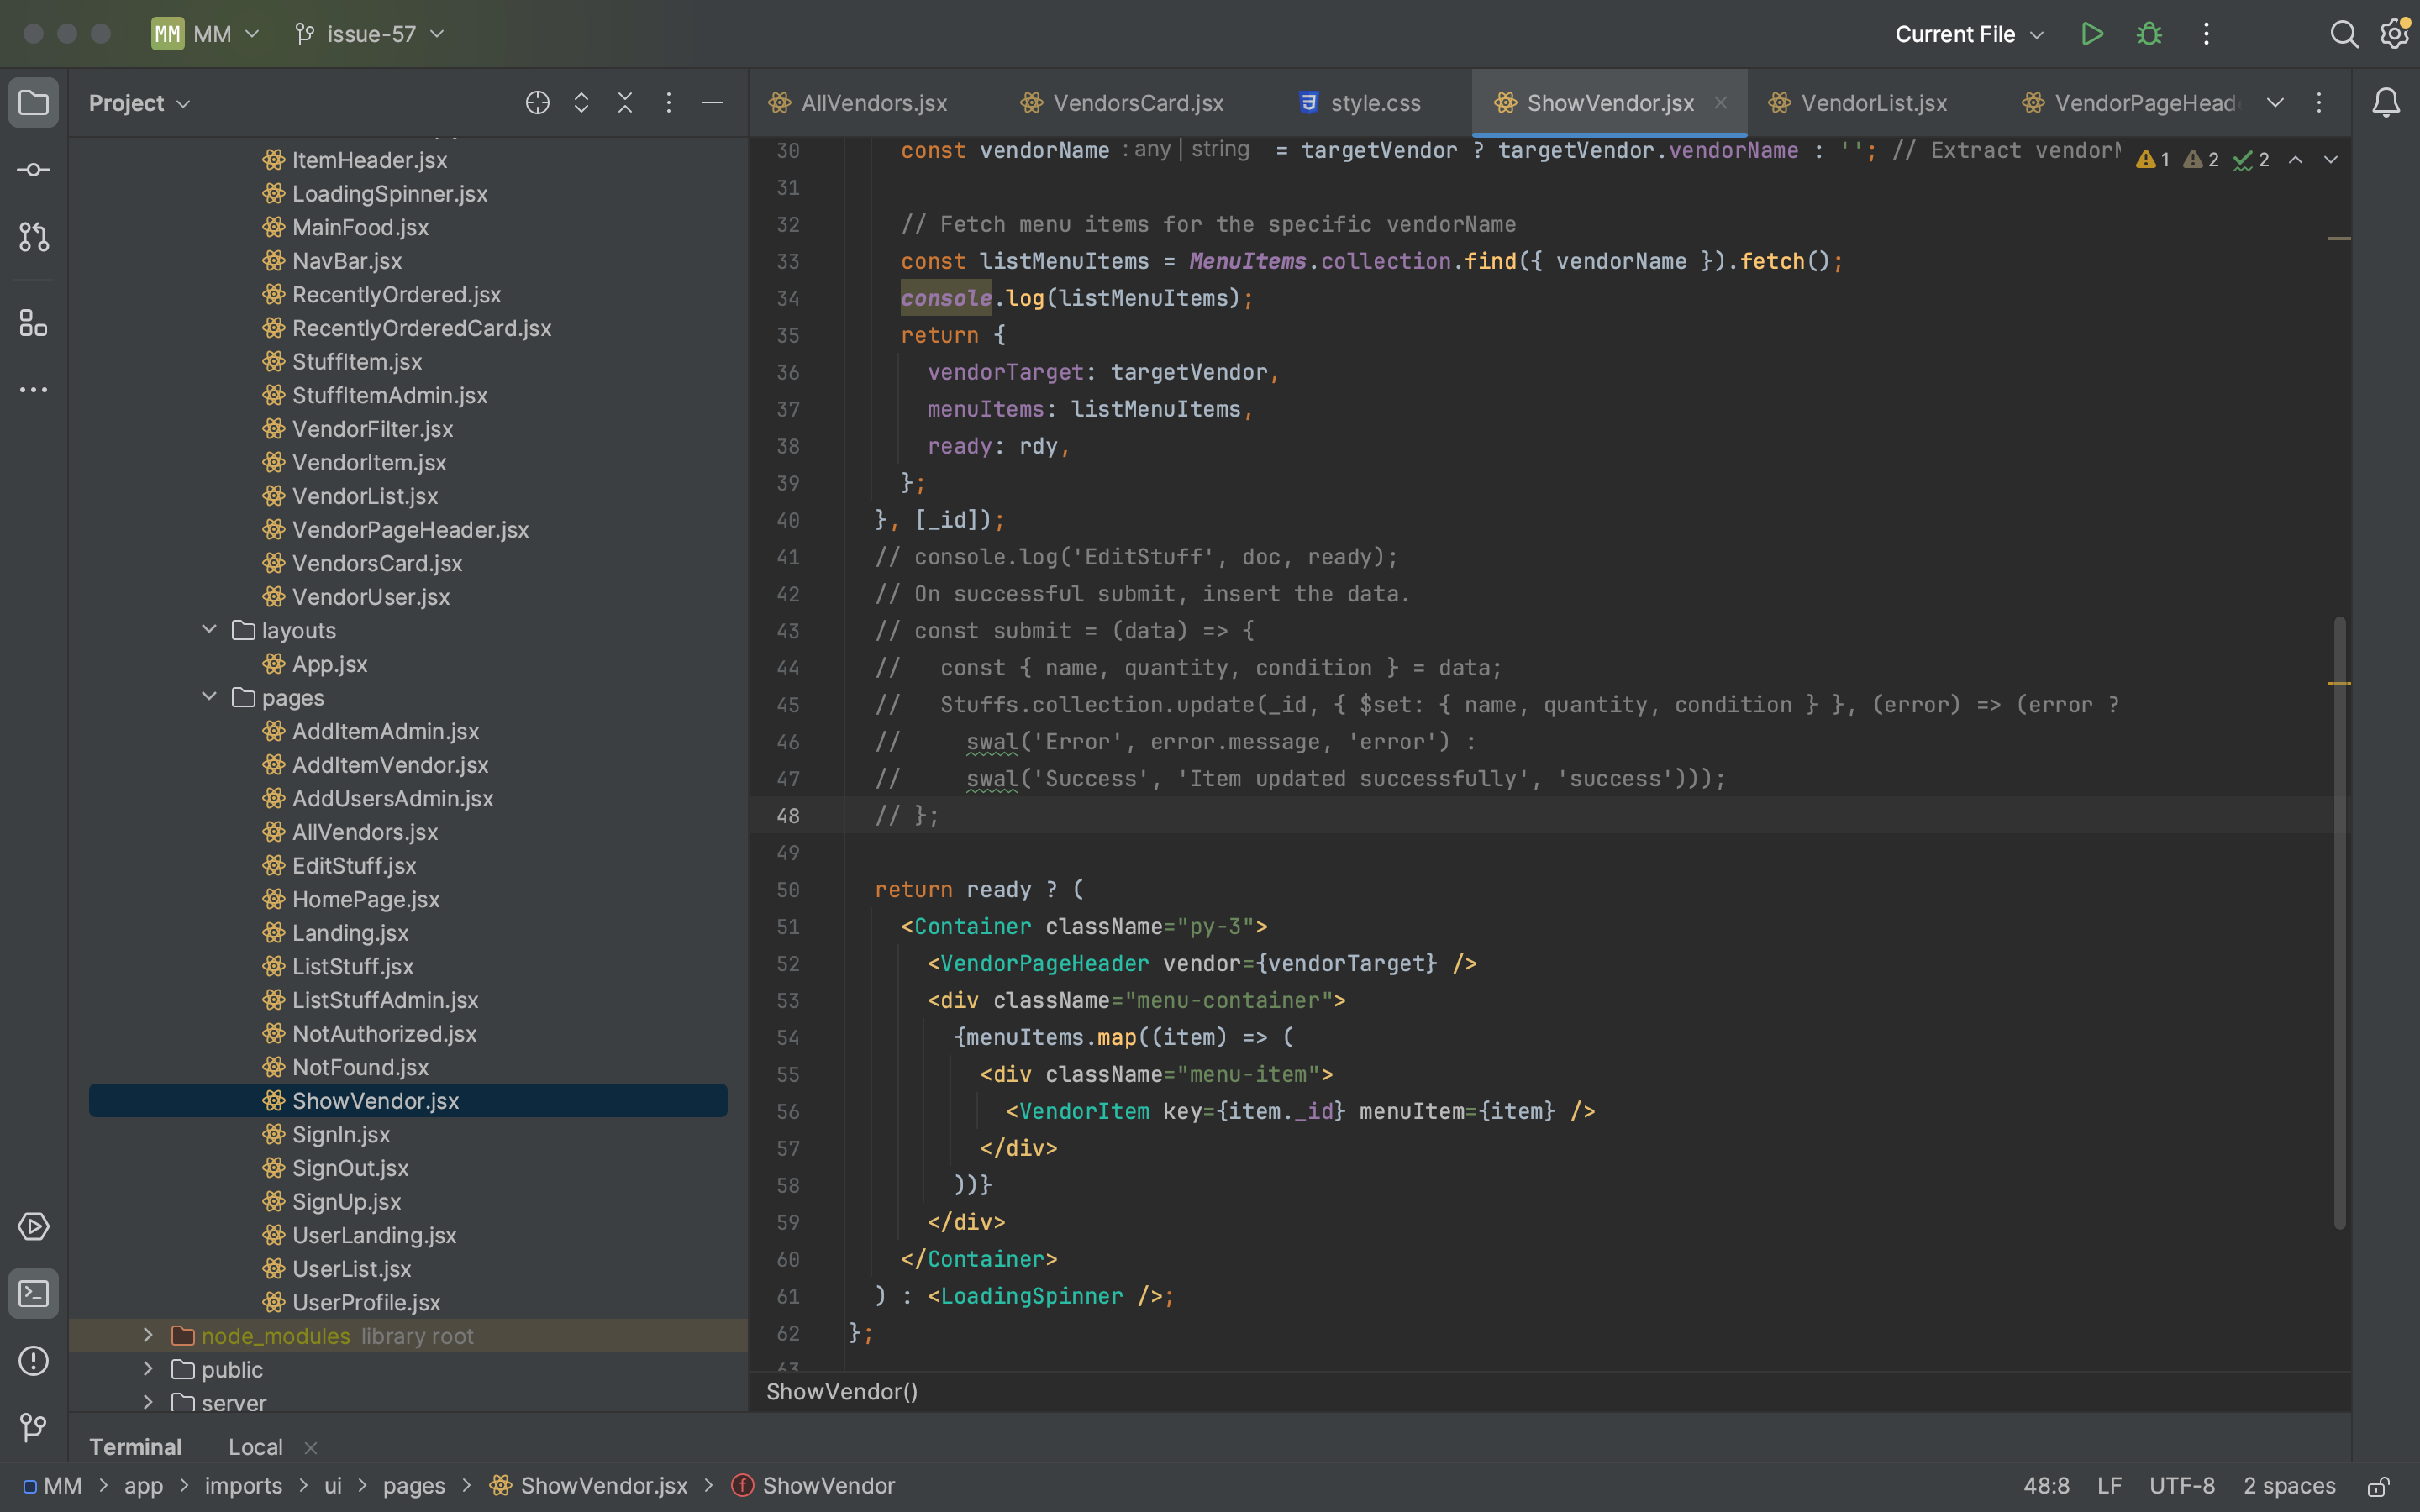 MM MM issue-57 Current File
Project
AllVendors.jsx VendorsCard.jsx style.css ShowVendor.jsx VendorList.jsx VendorPageHead
ItemHeader.jsx
LoadingSpinner.jsx
MainFood.jsx
NavBar.jsx
RecentlyOrdered.jsx
RecentlyOrderedCard.jsx
StuffItem.jsx
StuffItemAdmin.jsx
VendorFilter.jsx
VendorItem.jsx
VendorList.jsx
VendorPageHeader.jsx
VendorsCard.jsx
VendorUser.jsx
layouts
App.jsx
pages
AddItemAdmin.jsx
AddItemVendor.jsx
AddUsersAdmin.jsx
AllVendors.jsx
EditStuff.jsx
HomePage.jsx
Landing.jsx
ListStuff.jsx
ListStuffAdmin.jsx
NotAuthorized.jsx
NotFound.jsx
ShowVendor.jsx
SignIn.jsx
SignOut.jsx
SignUp.jsx
UserLanding.jsx
UserList.jsx
UserProfile.jsx
node_modules library root
public
server
30 const vendorName : any | string = targetVendor ? targetVendor.vendorName : ''; // Extract vendor
1 2 2
31
32 // Fetch menu items for the specific vendorName
33 const listMenuItems = MenuItems.collection.find({ vendorName }).fetch();
34 console.log(listMenuItems);
35 return {
36 vendorTarget: targetVendor,
37 menuItems: listMenuItems,
38 ready: rdy,
39 };
40 }, [_id]);
41 // console.log('EditStuff', doc, ready);
42 // On successful submit, insert the data.
43 // const submit = (data) => {
44 // const { name, quantity, condition } = data;
45 // Stuffs.collection.update(_id, { $set: { name, quantity, condition } }, (error) => (error ?
46 // swal('Error', error.message, 'error') :
47 // swal('Success', 'Item updated successfully', 'success')));
48 // };
49
50 return ready ? (
51 <Container className="py-3">
52 <VendorPageHeader vendor={vendorTarget} />
53 <div className="menu-container">
54 {menuItems.map((item) => (
55 <div className="menu-item">
56 <VendorItem key={item._id} menuItem={item} />
57 </div>
58 ))}
59 </div>
60 </Container>
61 ) : <LoadingSpinner />;
62 };
63
ShowVendor()
Terminal Local
MM > app > imports > ui > pages > ShowVendor.jsx > ShowVendor 48:8 LF UTF-8 2 spaces